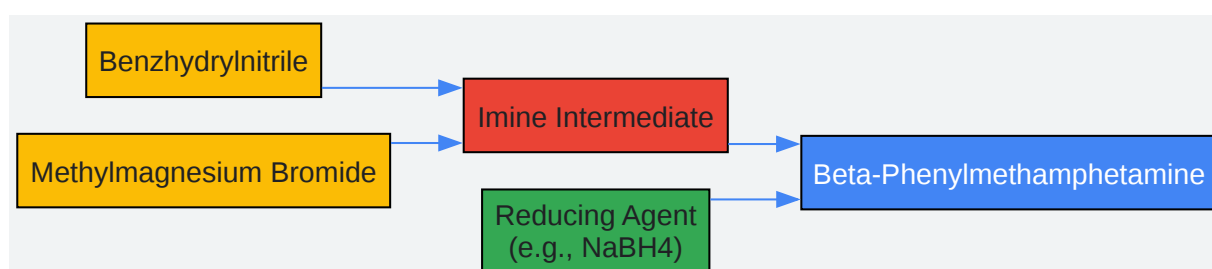 Benzhydrylnitrile
Methylmagnesium Bromide
Imine Intermediate
Reducing Agent
(e.g., NaBH4)
Beta-Phenylmethamphetamine